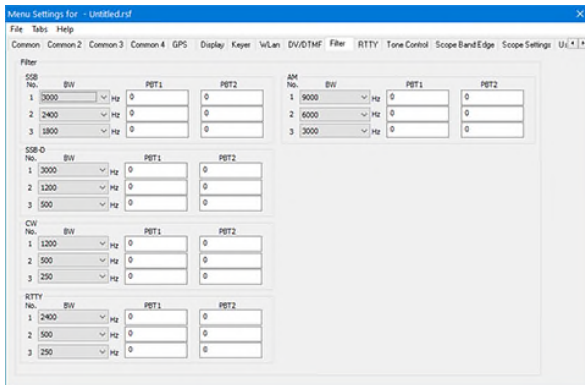 Menu Settings for - Untitled.rsf
File Tabs Help
Common Common 2 Common 3 Common 4 GPS Display Keyer WLan DV/DTMF Filter RTTY Tone Control Scope Band Edge Scope Settings
Filter
SSB
No. BW PBT1 PBT2
1 3000 Hz 0 0
2 2400 Hz 0 0
3 1800 Hz 0 0
SSB-D
No. BW PBT1 PBT2
1 3000 Hz 0 0
2 1200 Hz 0 0
3 500 Hz 0 0
CW
No. BW PBT1 PBT2
1 1200 Hz 0 0
2 500 Hz 0 0
3 250 Hz 0 0
RTTY
No. BW PBT1 PBT2
1 2400 Hz 0 0
2 500 Hz 0 0
3 250 Hz 0 0
AM
No. BW PBT1 PBT2
1 9000 Hz 0 0
2 6000 Hz 0 0
3 3000 Hz 0 0